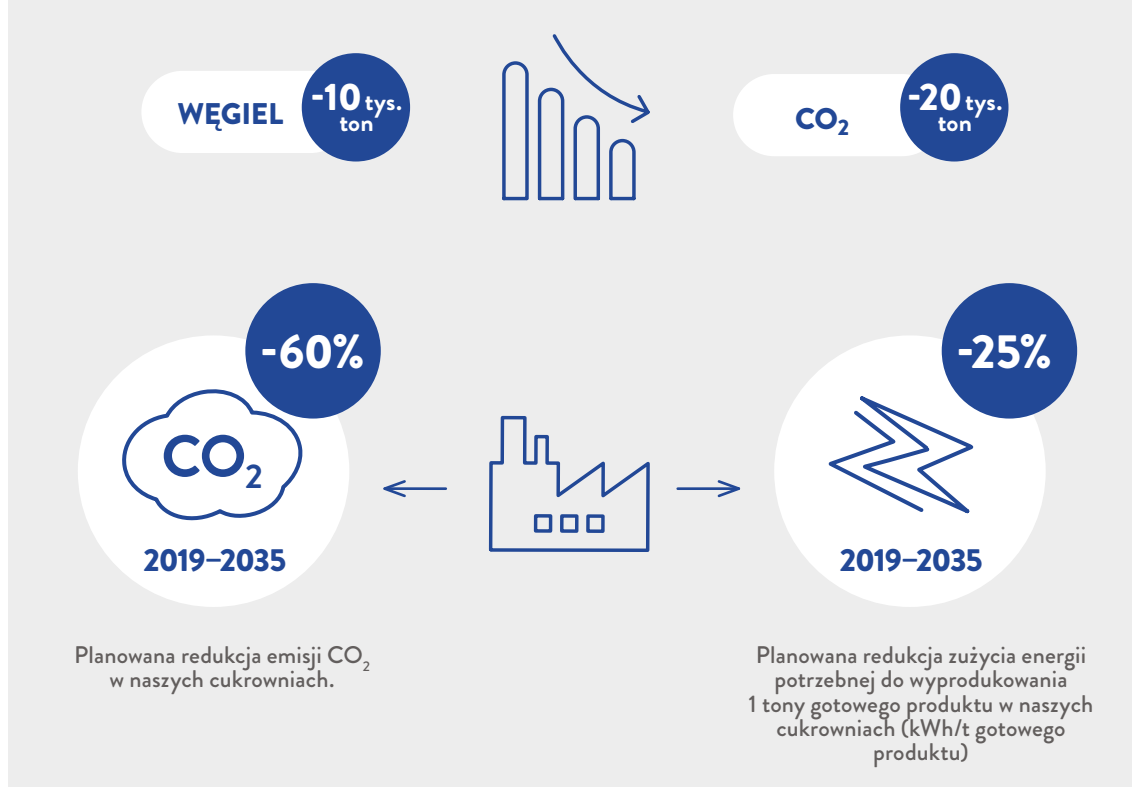 WĘGIEL
-10 tys.
ton
CO₂
-20 tys.
ton
-60%
CO₂
2019–2035
Planowana redukcja emisji CO₂
w naszych cukrowniach.
-25%
2019–2035
Planowana redukcja zużycia energii
potrzebnej do wyprodukowania
1 tony gotowego produktu w naszych
cukrowniach (kWh/t gotowego
produktu)